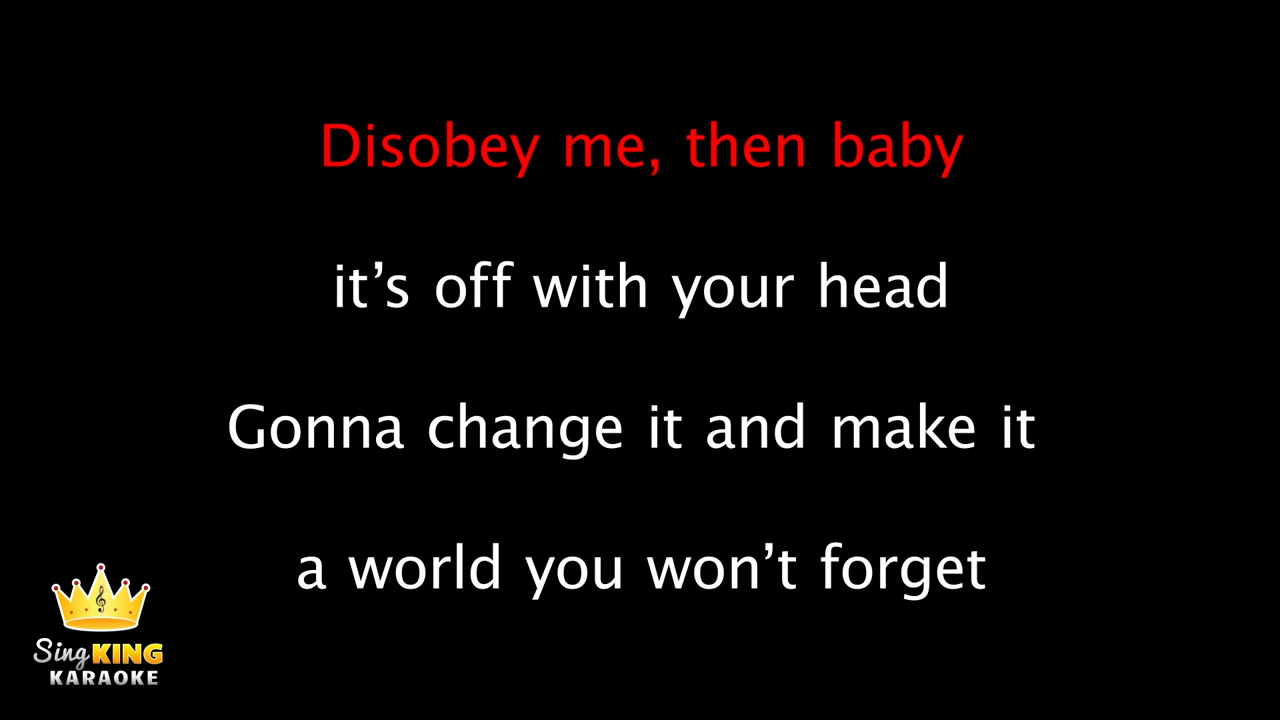 Disobey me, then baby
it’s off with your head
Gonna change it and make it
a world you won’t forget
Sing KING
KARAOKE